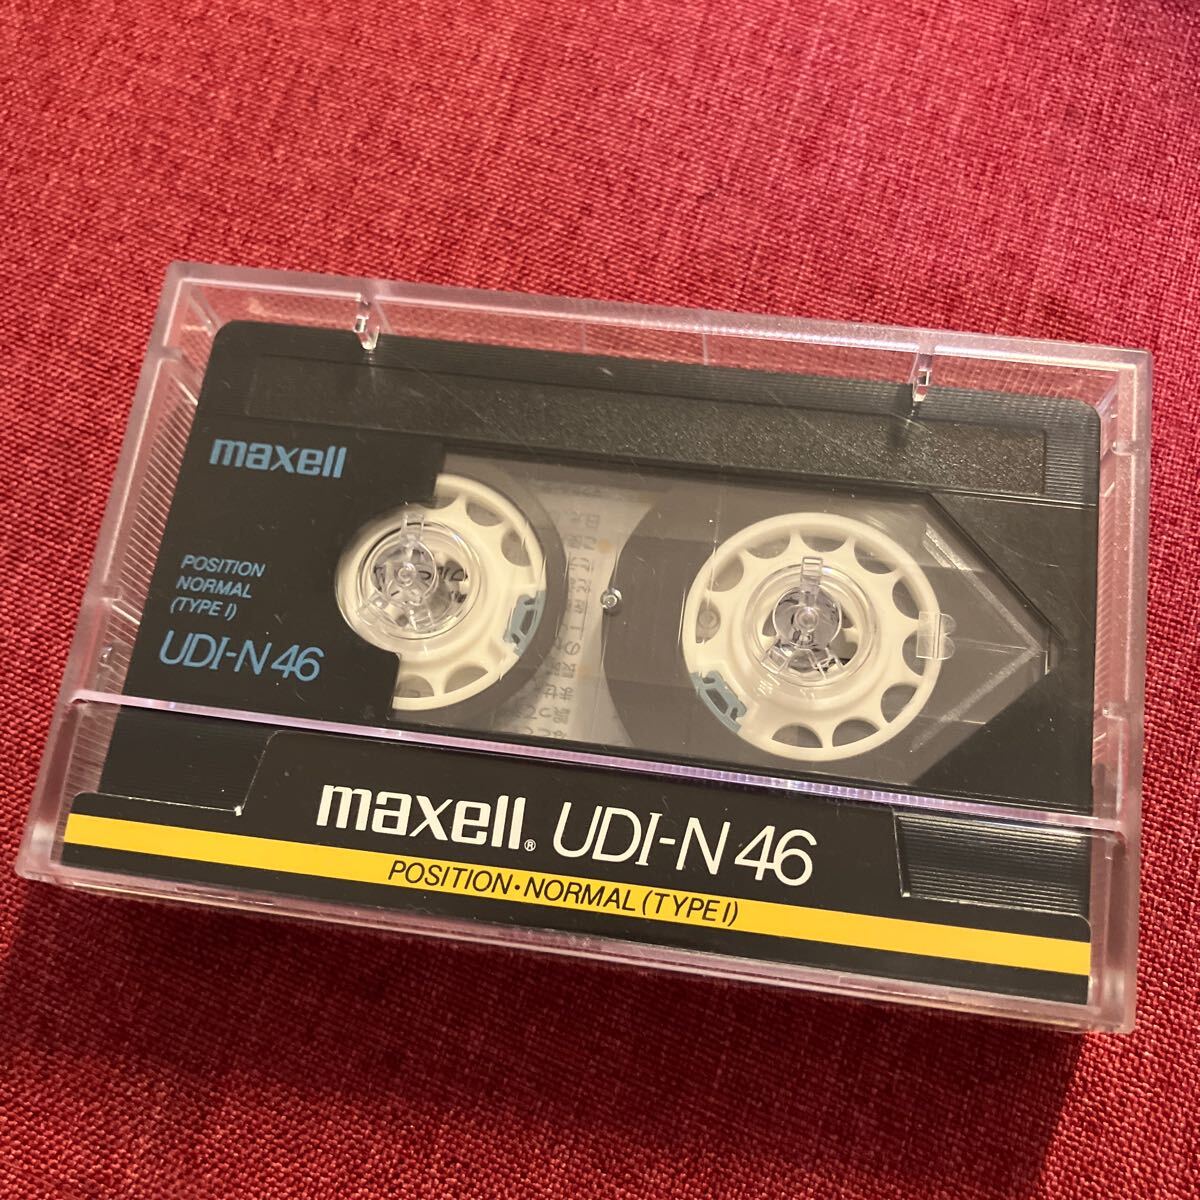 maxell
POSITION
NORMAL
(TYPE I)
UDI-N 46
B
maxell® UDI-N 46
POSITION・NORMAL (TYPE I)